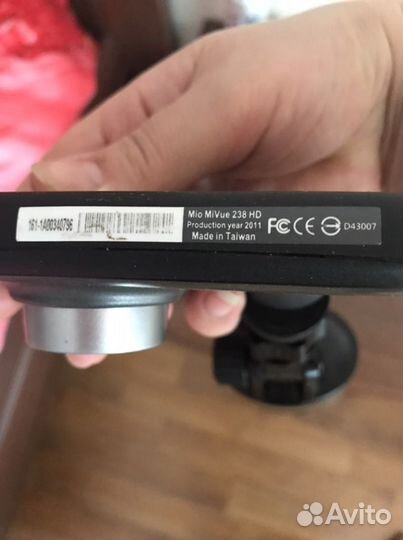 161-1A00340796
Mio MiVue 238 HD
Production year 2011
Made in Taiwan
FC CE D43007
Avito